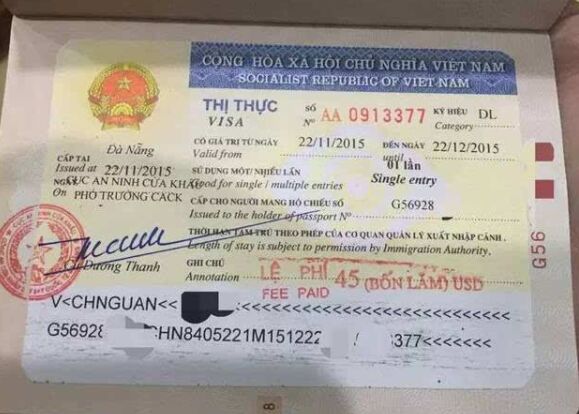 CỘNG HÒA XÃ HỘI CHỦ NGHĨA VIỆT NAM
SOCIALIST REPUBLIC OF VIET NAM
THỊ THỰC
VISA
SỐ
Nº AA 0913377
KÝ HIỆU
Category
DL
CÓ GIÁ TRỊ TỪ NGÀY
Valid from
22/11/2015
ĐẾN NGÀY
until
22/12/2015
SỬ DỤNG MỘT/ NHIỀU LẦN
Good for single / multiple entries
01 lần
Single entry
CẤP CHO NGƯỜI MANG HỘ CHIẾU SỐ
Issued to the holder of passport Nº
G56928
THỜI HẠN TẠM TRÚ THEO PHÉP CỦA CƠ QUAN QUẢN LÝ XUẤT NHẬP CẢNH.
Length of stay is subject to permission by Immigration Authority.
GHI CHÚ
Annotation
LỆ PHÍ
FEE PAID
45 (BỐN LĂM) USD
CẤP TẠI
Issued at
Đà Nẵng
NGÀY
On
22/11/2015
CỤC AN NINH CỬA KHẨU
PHÓ TRƯỞNG CACK
Dương Thanh
V<CHNGUAN<<
G56928
HN8405221M151222
377<<<<<<<
G56
8